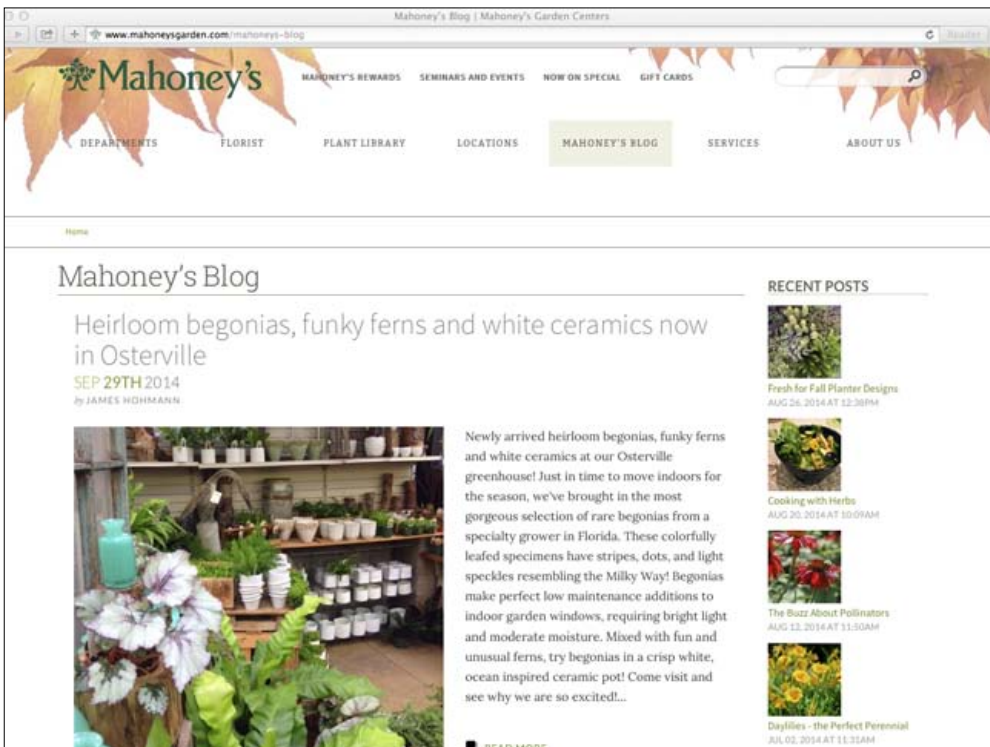 Mahoney's Blog | Mahoney's Garden Centers
www.mahoneysgarden.com/mahoneys-blog
Reader
Mahoney's
MAHONEY'S REWARDS SEMINARS AND EVENTS NOW ON SPECIAL GIFT CARDS
DEPARTMENTS FLORIST PLANT LIBRARY LOCATIONS MAHONEY'S BLOG SERVICES ABOUT US
Home
Mahoney's Blog
Heirloom begonias, funky ferns and white ceramics now
in Osterville
SEP 29TH 2014
by JAMES HOHMANN
Newly arrived heirloom begonias, funky ferns
and white ceramics at our Osterville
greenhouse! Just in time to move indoors for
the season, we've brought in the most
gorgeous selection of rare begonias from a
specialty grower in Florida. These colorfully
leafed specimens have stripes, dots, and light
speckles resembling the Milky Way! Begonias
make perfect low maintenance additions to
indoor garden windows, requiring bright light
and moderate moisture. Mixed with fun and
unusual ferns, try begonias in a crisp white,
ocean inspired ceramic pot! Come visit and
see why we are so excited!...
READ MORE
RECENT POSTS
Fresh for Fall Planter Designs
AUG 26, 2014 AT 12:38PM
Cooking with Herbs
AUG 20, 2014 AT 10:09AM
The Buzz About Pollinators
AUG 12, 2014 AT 11:50AM
Daylilies - the Perfect Perennial
JUL 02, 2014 AT 11:31AM